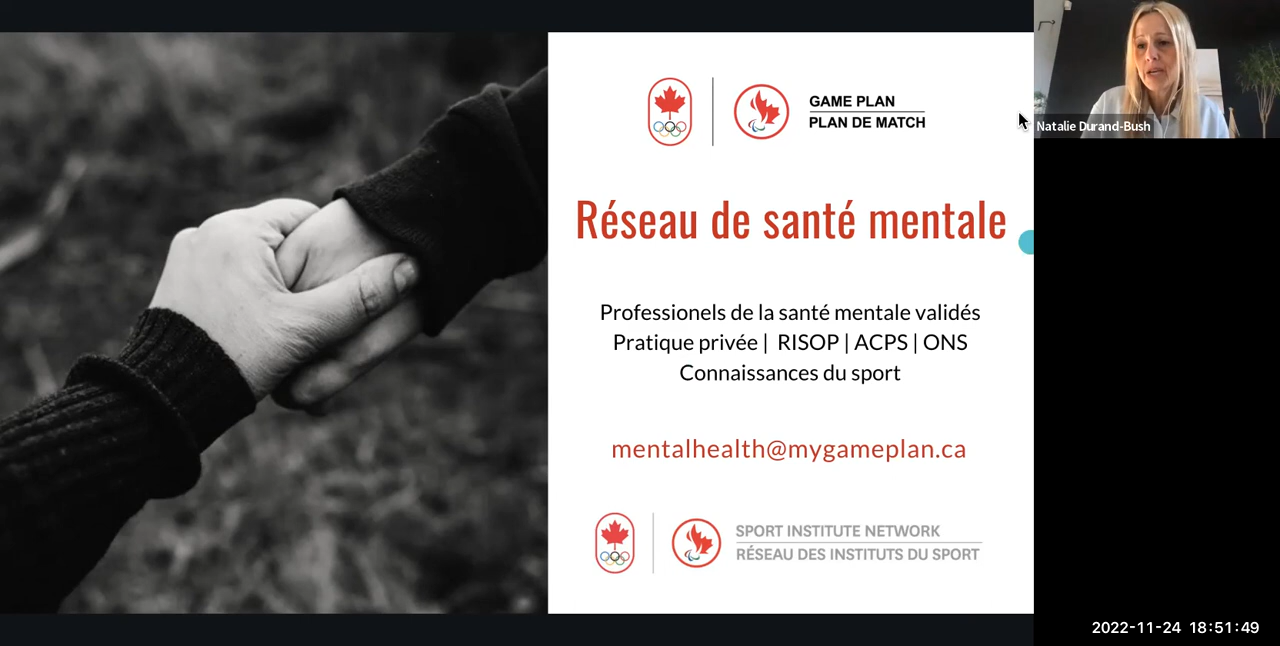 GAME PLAN
PLAN DE MATCH
Natalie Durand-Bush
Réseau de santé mentale
Professionels de la santé mentale validés
Pratique privée | RISOP | ACPS | ONS
Connaissances du sport
mentalhealth@mygameplan.ca
SPORT INSTITUTE NETWORK
RÉSEAU DES INSTITUTS DU SPORT
2022-11-24 18:51:49